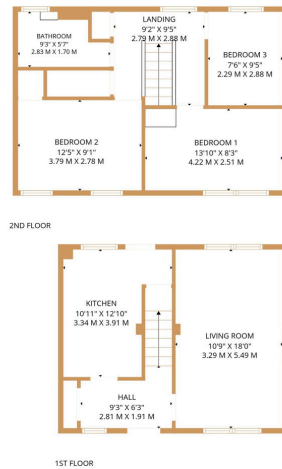 LANDING
9'2" X 9'5"
2.79 M X 2.88 M
BATHROOM
9'3" X 5'7"
2.83 M X 1.70 M
BEDROOM 3
7'6" X 9'5"
2.29 M X 2.88 M
BEDROOM 2
12'5" X 9'1"
3.79 M X 2.78 M
BEDROOM 1
13'10" X 8'3"
4.22 M X 2.51 M
2ND FLOOR
KITCHEN
10'11" X 12'10"
3.34 M X 3.91 M
LIVING ROOM
10'9" X 18'0"
3.29 M X 5.49 M
HALL
9'3" X 6'3"
2.81 M X 1.91 M
1ST FLOOR